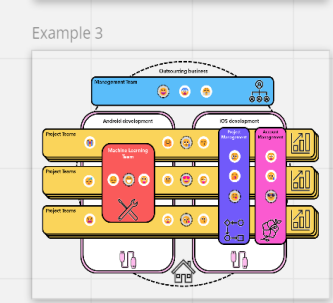 Example 3
Outsourcing business
Management Team
Android development
iOS development
Project Teams
Machine Learning
Team
Project
Management
Account
Management
Project Teams
Project Teams